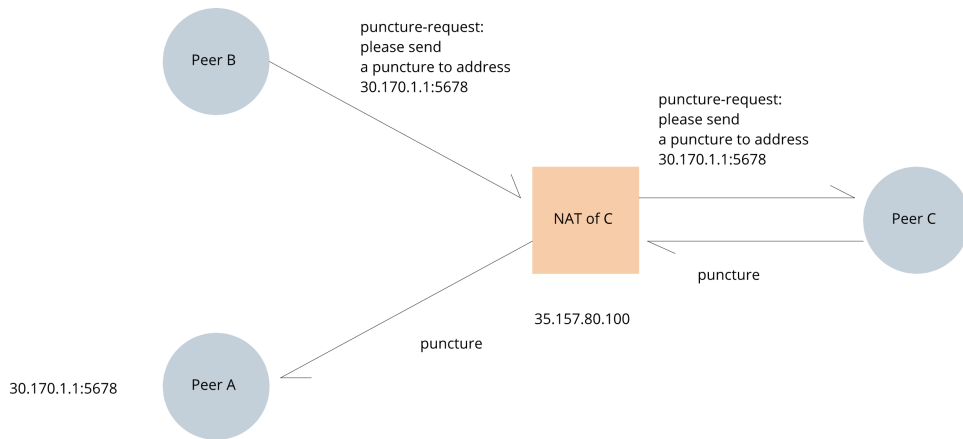 Peer B
puncture-request:
please send
a puncture to address
30.170.1.1:5678
puncture-request:
please send
a puncture to address
30.170.1.1:5678
NAT of C
Peer C
puncture
35.157.80.100
puncture
Peer A
30.170.1.1:5678